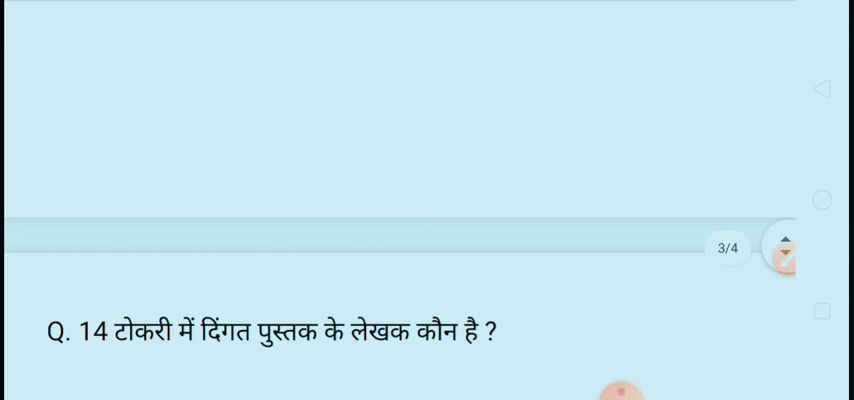 3/4
Q. 14 टोकरी में दिंगत पुस्तक के लेखक कौन है ?